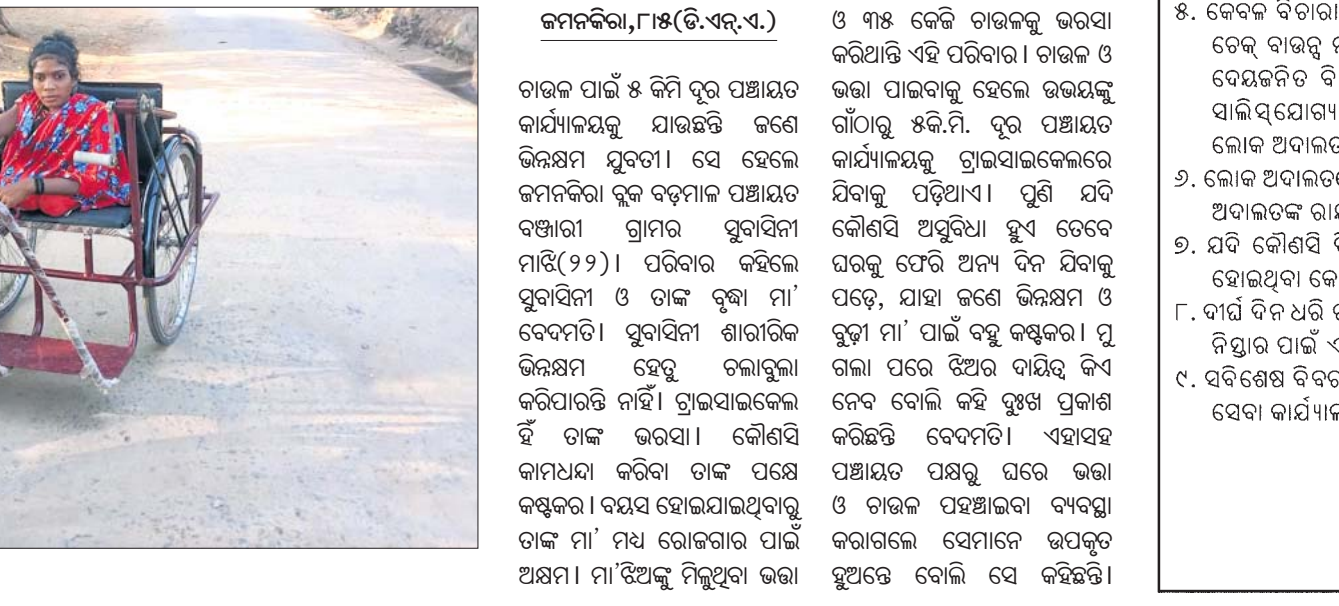 ଜମନକିରା,୮।୫(ଡି.ଏନ୍.ଏ.)
ଚାଉଳ ପାଇଁ ୫ କିମି ଦୂର ପଞ୍ଚାୟତ
କାର୍ଯ୍ୟାଳୟକୁ ଯାଉଛନ୍ତି ଜଣେ
ଭିନ୍ନକ୍ଷମ ଯୁବତୀ। ସେ ହେଲେ
ଜମନକିରା ବ୍ଲକ ବଡ଼ମାଳ ପଞ୍ଚାୟତ
ବଞ୍ଝାରୀ ଗ୍ରାମର ସୁବାସିନୀ
ମାଝି(୨୨)। ପରିବାର କହିଲେ
ସୁବାସିନୀ ଓ ତାଙ୍କ ବୃଦ୍ଧା ମା'
ବେଦମତି। ସୁବାସିନୀ ଶାରୀରିକ
ଭିନ୍ନକ୍ଷମ ହେତୁ ଚଲାବୁଲା
କରିପାରନ୍ତି ନାହିଁ। ଟ୍ରାଇସାଇକେଲ
ହିଁ ତାଙ୍କ ଭରସା। କୌଣସି
କାମଧନ୍ଦା କରିବା ତାଙ୍କ ପକ୍ଷେ
କଷ୍ଟକର। ବୟସ ହୋଇଯାଇଥିବାରୁ
ତାଙ୍କ ମା' ମଧ୍ୟ ରୋଜଗାର ପାଇଁ
ଅକ୍ଷମ। ମା'ଝିଅଙ୍କୁ ମିଳୁଥିବା ଭତ୍ତା
ଓ ୩୫ କେଜି ଚାଉଳକୁ ଭରସା
କରିଥାନ୍ତି ଏହି ପରିବାର। ଚାଉଳ ଓ
ଭତ୍ତା ପାଇବାକୁ ହେଲେ ଉଭୟଙ୍କୁ
ଗାଁଠାରୁ ୫କି.ମି. ଦୂର ପଞ୍ଚାୟତ
କାର୍ଯ୍ୟାଳୟକୁ ଟ୍ରାଇସାଇକେଲରେ
ଯିବାକୁ ପଡ଼ିଥାଏ। ପୁଣି ଯଦି
କୌଣସି ଅସୁବିଧା ହୁଏ ତେବେ
ଘରକୁ ଫେରି ଅନ୍ୟ ଦିନ ଯିବାକୁ
ପଡ଼େ, ଯାହା ଜଣେ ଭିନ୍ନକ୍ଷମ ଓ
ବୁଢ଼ୀ ମା' ପାଇଁ ବହୁ କଷ୍ଟକର। ମୁ
ଗଲା ପରେ ଝିଅର ଦାୟିତ୍ୱ କିଏ
ନେବ ବୋଲି କହି ଦୁଃଖ ପ୍ରକାଶ
କରିଛନ୍ତି ବେଦମତି। ଏହାସହ
ପଞ୍ଚାୟତ ପକ୍ଷରୁ ଘରେ ଭତ୍ତା
ଓ ଚାଉଳ ପହଞ୍ଚାଇବା ବ୍ୟବସ୍ଥା
କରାଗଲେ ସେମାନେ ଉପକୃତ
ହୁଅନ୍ତେ ବୋଲି ସେ କହିଛନ୍ତି।
୫. କେବଳ ବିଚାରା
ଚେକ୍ ବାଉନ୍ସ
ଦେୟଜନିତ ବି
ସାଲିସ୍‌ଯୋଗ୍ୟ
ଲୋକ ଅଦାଲତ
୬. ଲୋକ ଅଦାଲତ
ଅଦାଲତଙ୍କ ରା
୭. ଯଦି କୌଣସି
ହୋଇଥିବା କେ
୮. ଦୀର୍ଘ ଦିନ ଧରି
ନିସ୍ତାର ପାଇଁ ଏ
୯. ସବିଶେଷ ବିବର
ସେବା କାର୍ଯ୍ୟାଳ